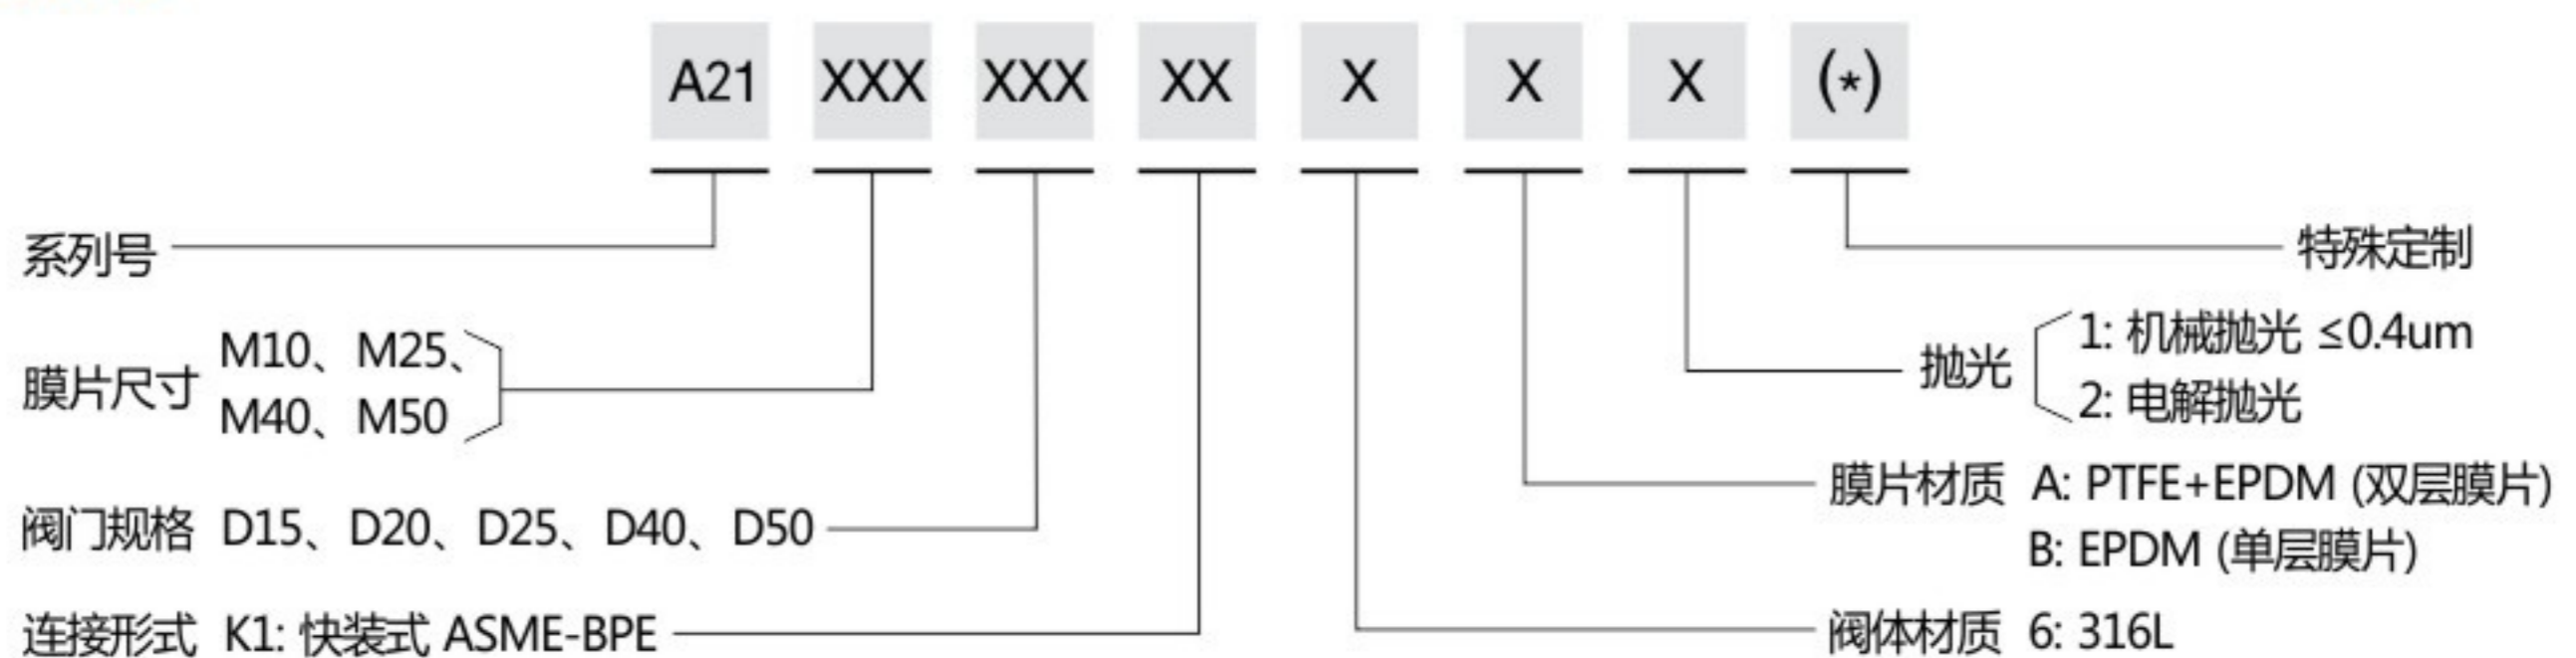 A21 XXX XXX XX X X X (*)
系列号
特殊定制
膜片尺寸
M10、M25、
M40、M50
抛光
1: 机械抛光 ≤0.4um
2: 电解抛光
膜片材质 A: PTFE+EPDM (双层膜片)
B: EPDM (单层膜片)
阀门规格 D15、D20、D25、D40、D50
连接形式 K1: 快装式 ASME-BPE
阀体材质 6: 316L